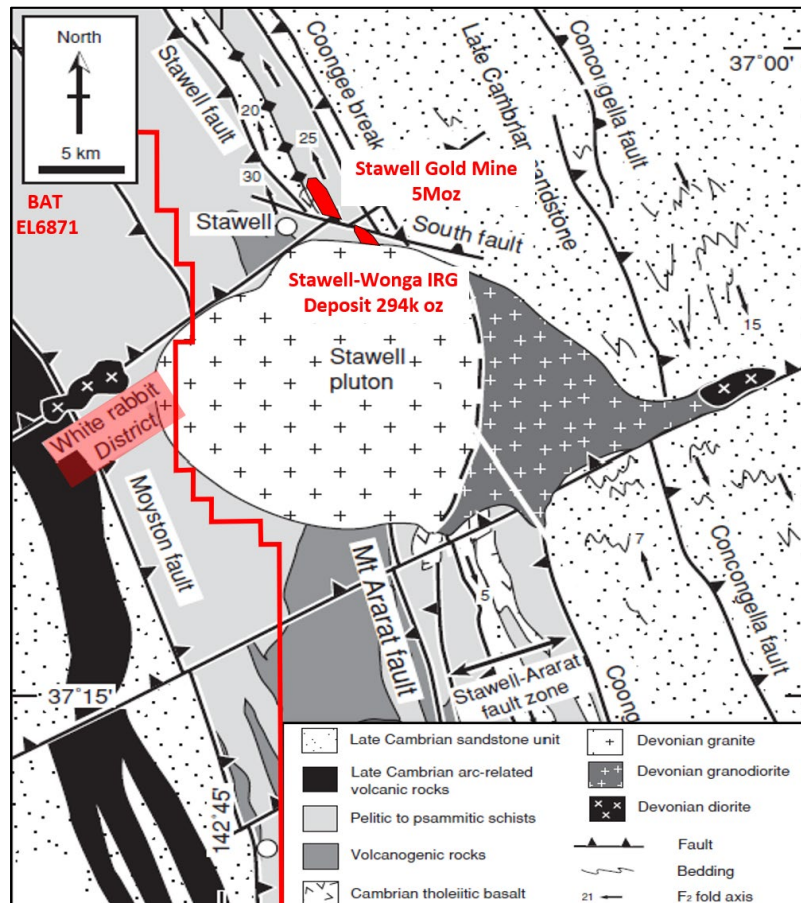 North
5 km
BAT
EL6871
Stawell fault
Coongee break
Late Cambrian sandstone
Concongella fault
37°00'
20
25
30
Stawell Gold Mine
5Moz
Stawell
South fault
Stawell-Wonga IRG
Deposit 294k oz
15
Stawell
pluton
White rabbit
District
Moyston fault
Mt Ararat fault
7
5
Concongella fault
Stawell-Ararat
fault zone
Coong
37°15'
142°45'
Late Cambrian sandstone unit
Late Cambrian arc-related
volcanic rocks
Pelitic to psammitic schists
Volcanogenic rocks
Cambrian tholeiitic basalt
Devonian granite
Devonian granodiorite
Devonian diorite
Fault
Bedding
21
F2 fold axis